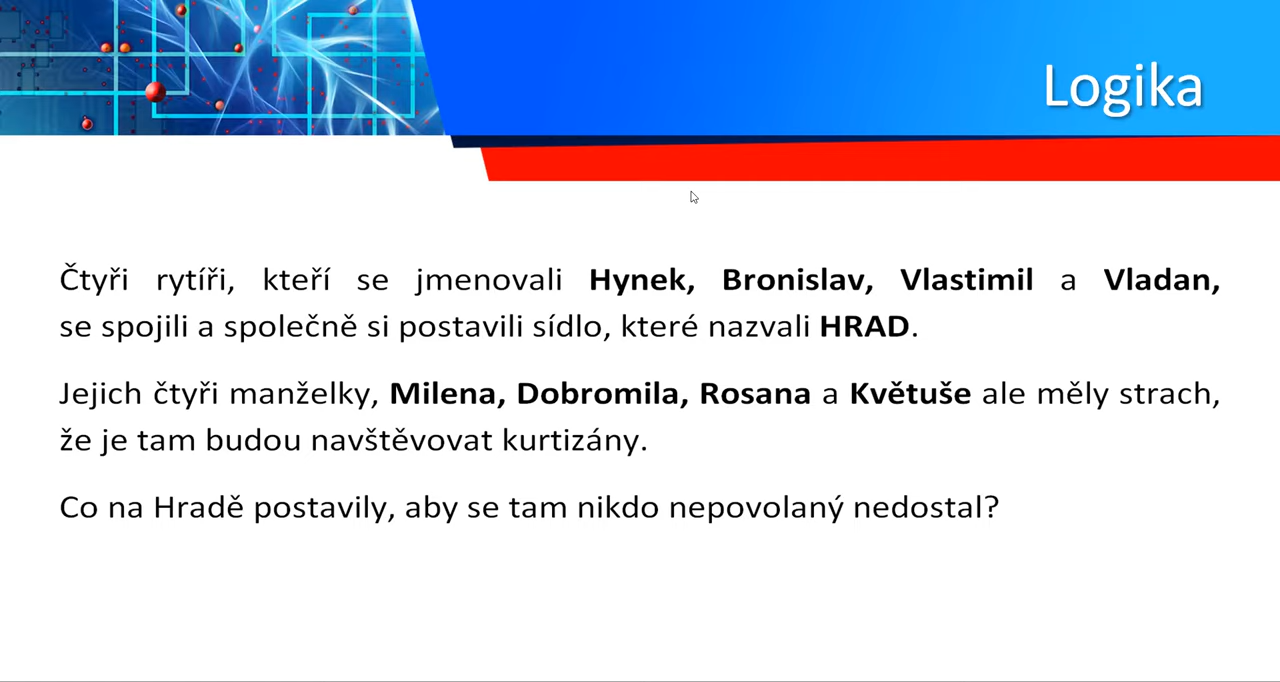 Logika
Čtyři rytíři, kteří se jmenovali Hynek, Bronislav, Vlastimil a Vladan,
se spojili a společně si postavili sídlo, které nazvali HRAD.
Jejich čtyři manželky, Milena, Dobromila, Rosana a Květuše ale měly strach,
že je tam budou navštěvovat kurtizány.
Co na Hradě postavily, aby se tam nikdo nepovolaný nedostal?